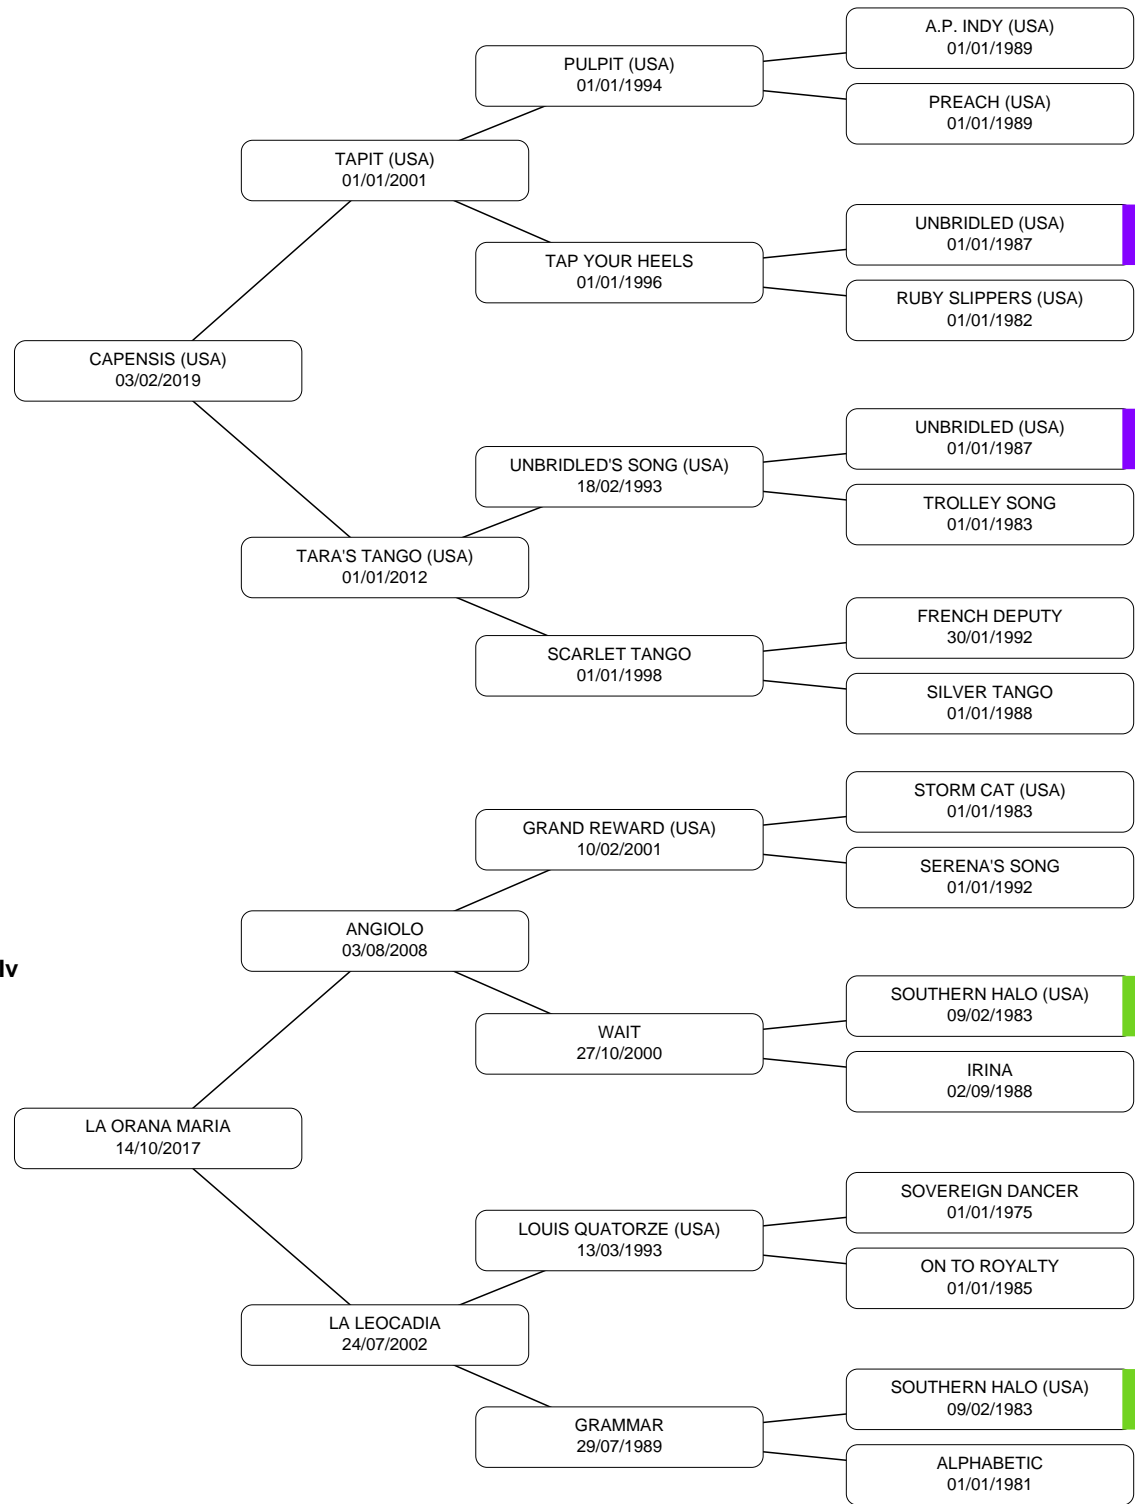 A.P. INDY (USA)
01/01/1989
PULPIT (USA)
01/01/1994
PREACH (USA)
01/01/1989
TAPIT (USA)
01/01/2001
UNBRIDLED (USA)
01/01/1987
TAP YOUR HEELS
01/01/1996
RUBY SLIPPERS (USA)
01/01/1982
CAPENSIS (USA)
03/02/2019
UNBRIDLED (USA)
01/01/1987
UNBRIDLED'S SONG (USA)
18/02/1993
TROLLEY SONG
01/01/1983
TARA'S TANGO (USA)
01/01/2012
FRENCH DEPUTY
30/01/1992
SCARLET TANGO
01/01/1998
SILVER TANGO
01/01/1988
STORM CAT (USA)
01/01/1983
GRAND REWARD (USA)
10/02/2001
SERENA'S SONG
01/01/1992
ANGIOLO
03/08/2008
SOUTHERN HALO (USA)
09/02/1983
WAIT
27/10/2000
IRINA
02/09/1988
LA ORANA MARIA
14/10/2017
SOVEREIGN DANCER
01/01/1975
LOUIS QUATORZE (USA)
13/03/1993
ON TO ROYALTY
01/01/1985
LA LEOCADIA
24/07/2002
SOUTHERN HALO (USA)
09/02/1983
GRAMMAR
29/07/1989
ALPHABETIC
01/01/1981